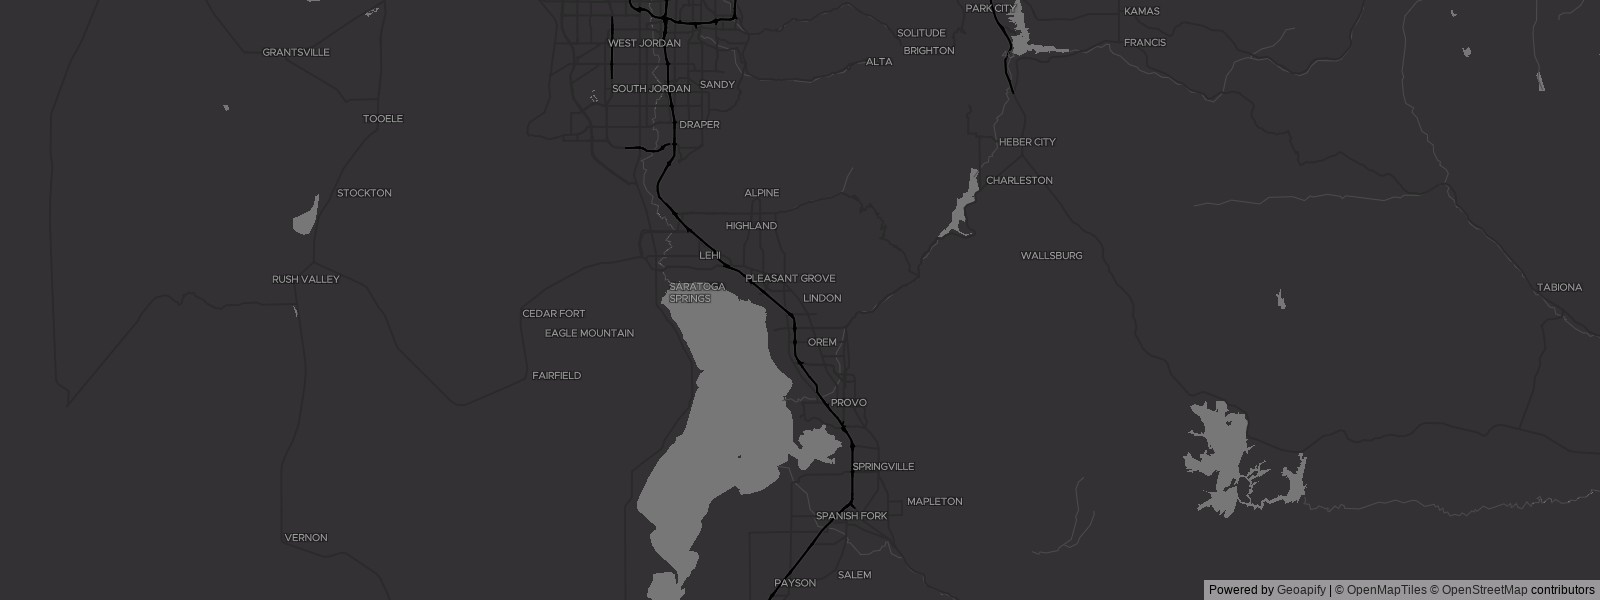 PARK CITY
KAMAS
SOLITUDE
WEST JORDAN
FRANCIS
GRANTSVILLE
BRIGHTON
ALTA
SANDY
SOUTH JORDAN
TOOELE
DRAPER
HEBER CITY
CHARLESTON
STOCKTON
ALPINE
HIGHLAND
LEHI
WALLSBURG
RUSH VALLEY
PLEASANT GROVE
SARATOGA
SPRINGS
TABIONA
LINDON
CEDAR FORT
EAGLE MOUNTAIN
OREM
FAIRFIELD
PROVO
SPRINGVILLE
MAPLETON
SPANISH FORK
VERNON
SALEM
PAYSON
Powered by Geoapify | © OpenMapTiles © OpenStreetMap contributors